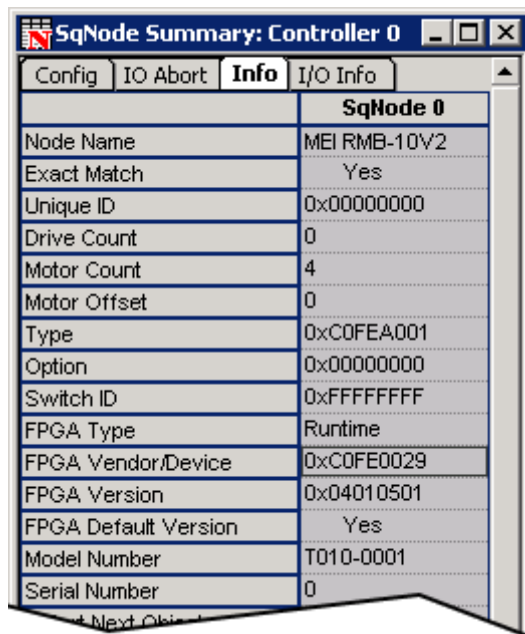 SqNode Summary: Controller 0
Config IO Abort Info I/O Info
SqNode 0
Node Name MEI RMB-10V2
Exact Match Yes
Unique ID 0x00000000
Drive Count 0
Motor Count 4
Motor Offset 0
Type 0xC0FEA001
Option 0x00000000
Switch ID 0xFFFFFFFF
FPGA Type Runtime
FPGA Vendor/Device 0xC0FE0029
FPGA Version 0x04010501
FPGA Default Version Yes
Model Number T010-0001
Serial Number 0
Next